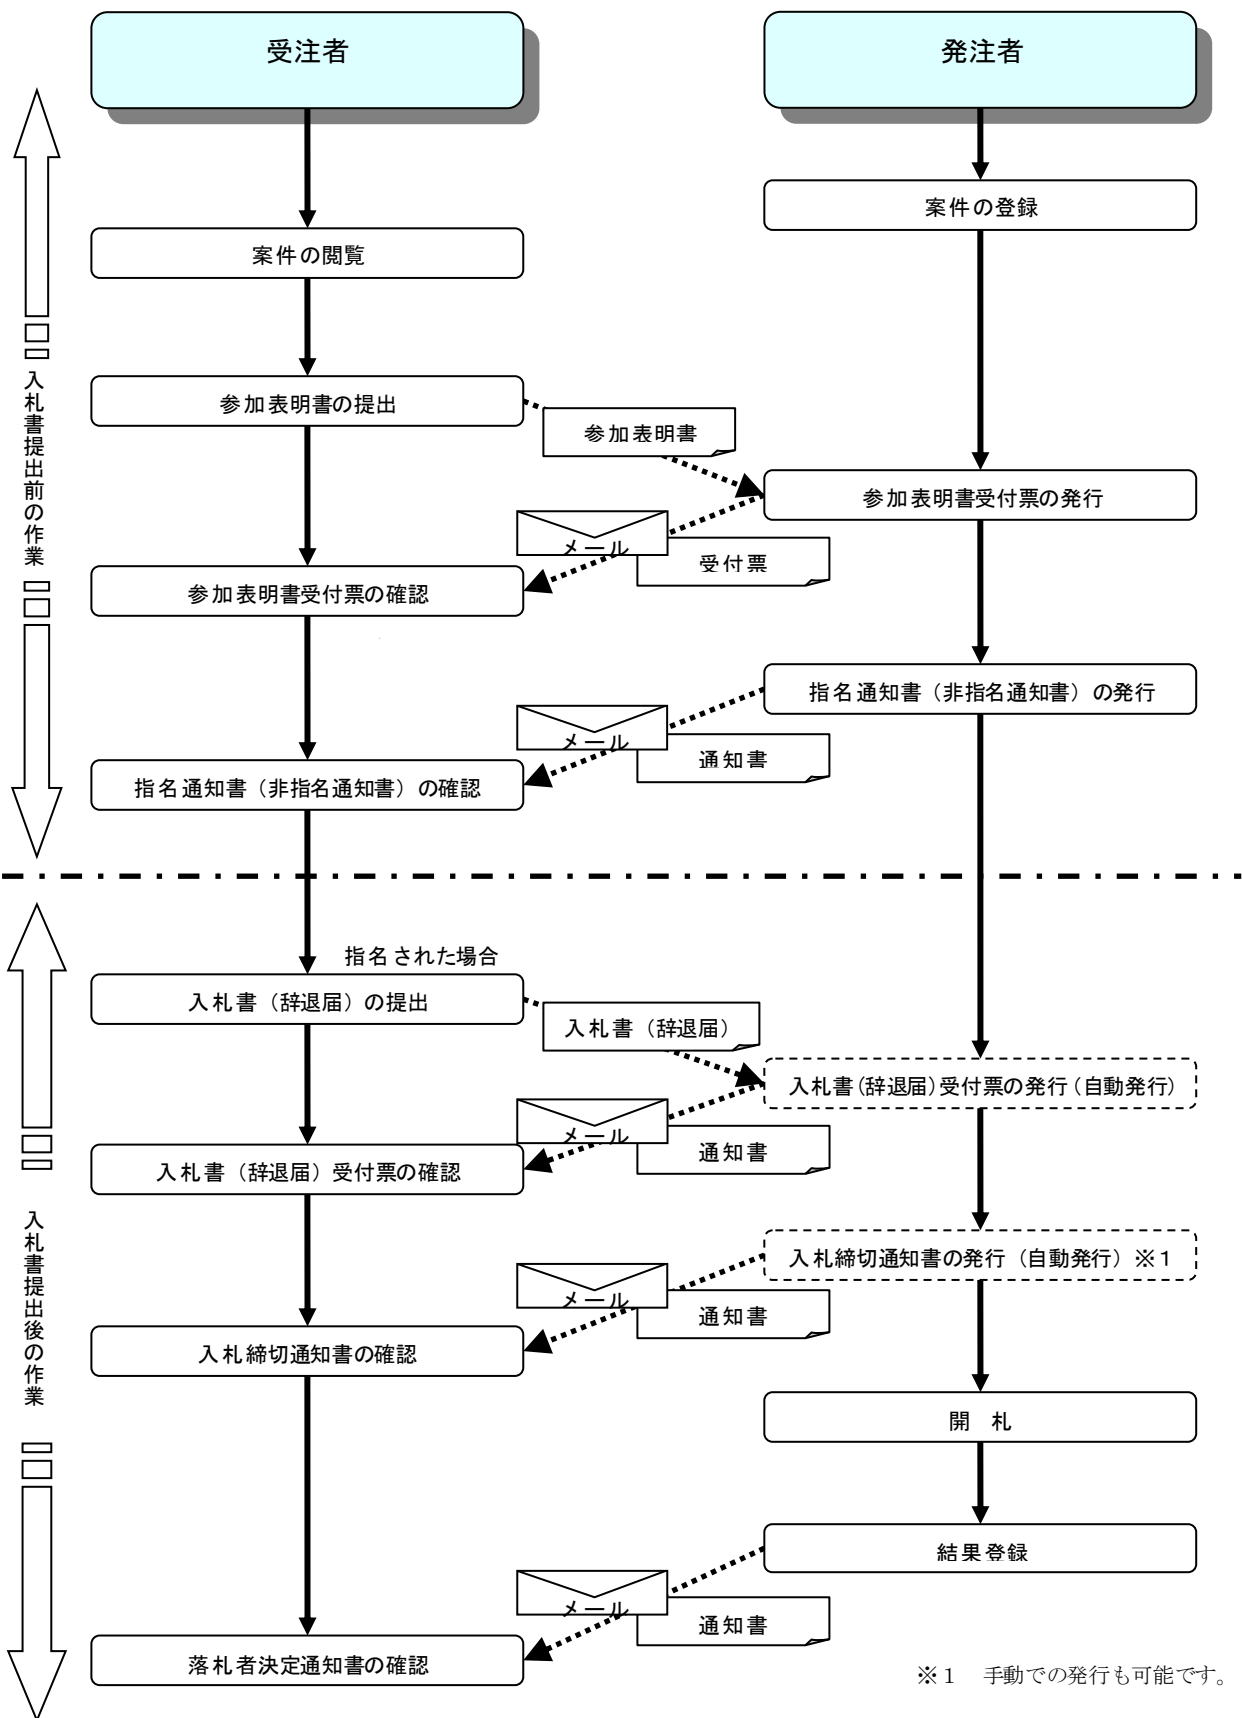 受注者
発注者
案件の登録
案件の閲覧
入札書提出前の作業
参加表明書の提出
参加表明書
参加表明書受付票の発行
メール
受付票
参加表明書受付票の確認
指名通知書（非指名通知書）の発行
メール
通知書
指名通知書（非指名通知書）の確認
指名された場合
入札書（辞退届）の提出
入札書（辞退届）
入札書(辞退届)受付票の発行(自動発行)
メール
通知書
入札書（辞退届）受付票の確認
入札書提出後の作業
入札締切通知書の発行（自動発行）※１
メール
通知書
入札締切通知書の確認
開　札
結果登録
メール
通知書
落札者決定通知書の確認
※１　手動での発行も可能です。